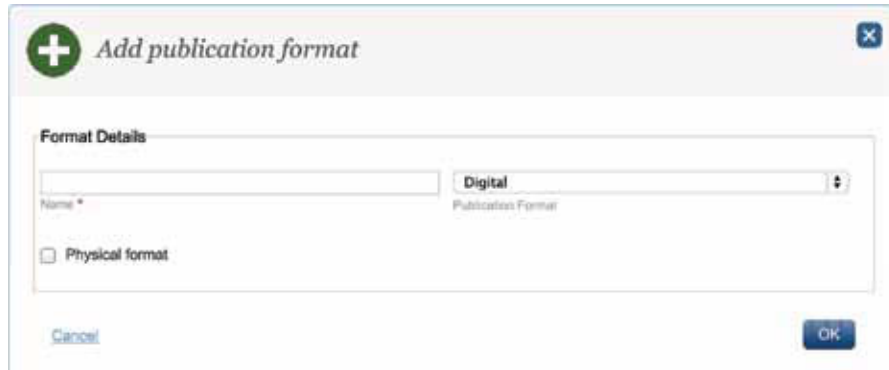 Add publication format
Format Details
Digital
Name *
Publication Format
Physical format
Cancel
OK